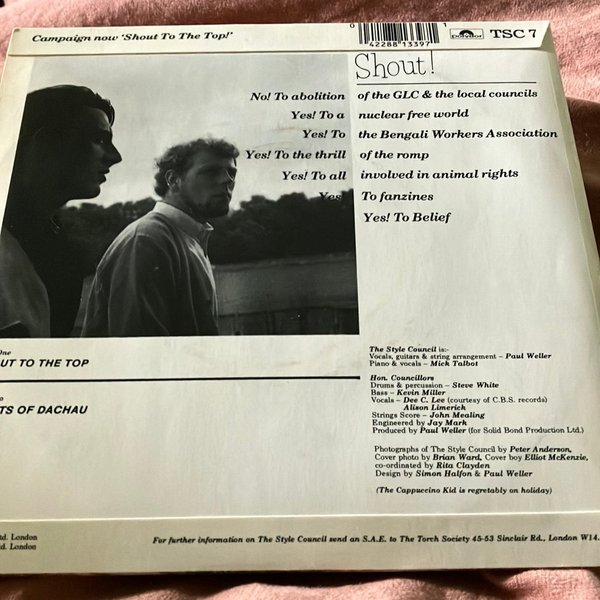 Campaign now 'Shout To The Top!'
0 42288 13397 1
polydor
TSC 7
Shout!
No! To abolition of the GLC & the local councils
Yes! To a nuclear free world
Yes! To the Bengali Workers Association
Yes! To the thrill of the romp
Yes! To all involved in animal rights
Yes! To fanzines
Yes! To Belief
One
UT TO THE TOP
TS OF DACHAU
The Style Council is:-
Vocals, guitars & string arrangement – Paul Weller
Piano & vocals – Mick Talbot
Hon. Councillors
Drums & percussion – Steve White
Bass – Kevin Miller
Vocals – Dee C. Lee (courtesy of C.B.S. records)
Alison Limerick
Strings Score – John Mealing
Engineered by Jay Mark
Produced by Paul Weller (for Solid Bond Production Ltd.)
Photographs of The Style Council by Peter Anderson,
Cover photo by Brian Ward, Cover boy Elliot McKenzie,
co-ordinated by Rita Clayden
Design by Simon Halfon & Paul Weller
(The Cappuccino Kid is regretably on holiday)
td. London
td. London
For further information on The Style Council send an S.A.E. to The Torch Society 45-53 Sinclair Rd., London W14.